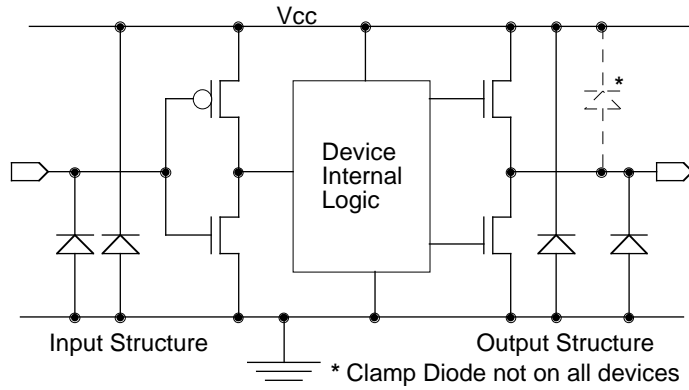 Vcc
*
Device
Internal
Logic
Input Structure
Output Structure
* Clamp Diode not on all devices